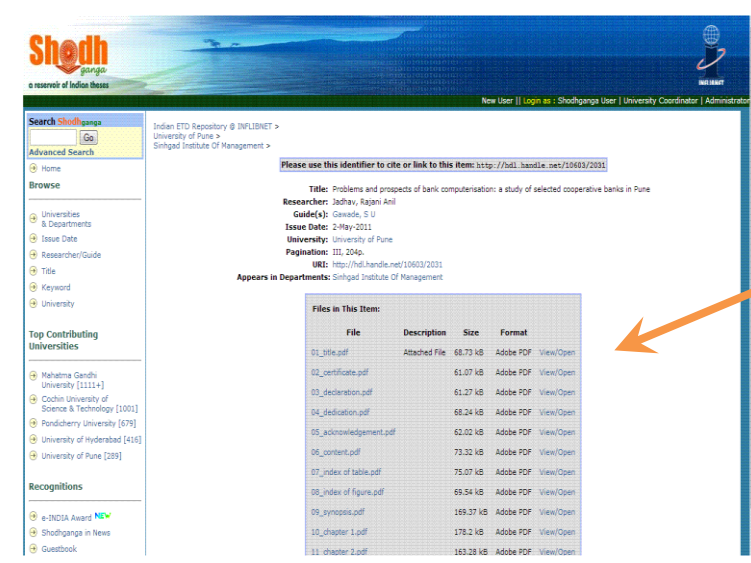 Shodh
ganga
a reservoir of Indian theses
INFLIBNET
New User || Login as : Shodhganga User | University Coordinator | Administrator
Search Shodhganga
Go
Advanced Search
Home
Browse
Universities
& Departments
Issue Date
Researcher/Guide
Title
Keyword
University
Top Contributing
Universities
Mahatma Gandhi
University [1111+]
Cochin University of
Science & Technology [1001]
Pondicherry University [679]
University of Hyderabad [416]
University of Pune [289]
Recognitions
e-INDIA Award NEW
Shodhganga in News
Guestbook
Indian ETD Repository @ INFLIBNET >
University of Pune >
Sinhgad Institute Of Management >
Please use this identifier to cite or link to this item: http://hdl.handle.net/10603/2031
Title: Problems and prospects of bank computerisation: a study of selected cooperative banks in Pune
Researcher: Jadhav, Rajani Anil
Guide(s): Gawade, S U
Issue Date: 2-May-2011
University: University of Pune
Pagination: III, 204p.
URI: http://hdl.handle.net/10603/2031
Appears in Departments: Sinhgad Institute Of Management
Files in This Item:
File Description Size Format
01_title.pdf Attached File 68.73 kB Adobe PDF View/Open
02_certificate.pdf 61.07 kB Adobe PDF View/Open
03_decleration.pdf 61.27 kB Adobe PDF View/Open
04_dedication.pdf 68.24 kB Adobe PDF View/Open
05_acknowledgement.pdf 62.02 kB Adobe PDF View/Open
06_content.pdf 73.32 kB Adobe PDF View/Open
07_index of table.pdf 75.07 kB Adobe PDF View/Open
08_index of figure.pdf 69.54 kB Adobe PDF View/Open
09_synopsis.pdf 169.37 kB Adobe PDF View/Open
10_chapter 1.pdf 178.2 kB Adobe PDF View/Open
11_chapter 2.pdf 163.28 kB Adobe PDF View/Open